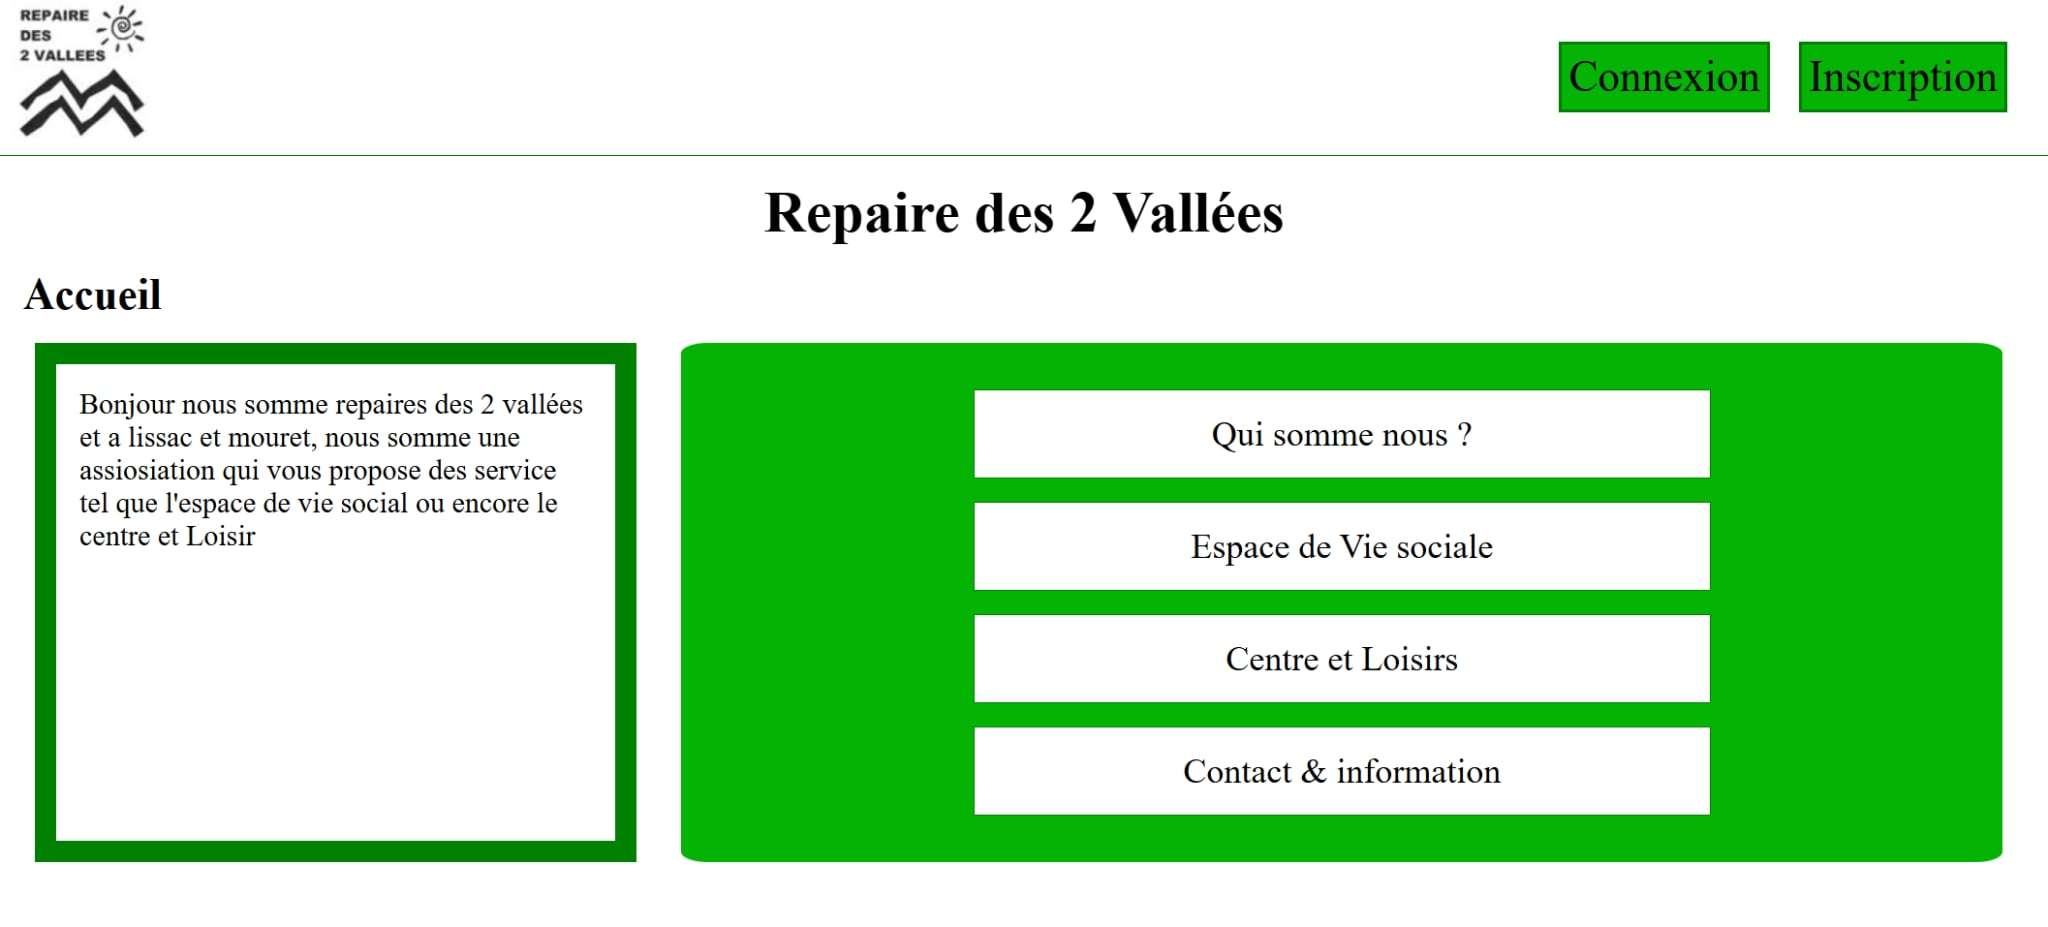 REPAIRE
DES
2 VALLEES
Connexion
Inscription
Repaire des 2 Vallées
Accueil
Bonjour nous somme repaires des 2 vallées
et a lissac et mouret, nous somme une
assiosiation qui vous propose des service
tel que l'espace de vie social ou encore le
centre et Loisir
Qui somme nous ?
Espace de Vie sociale
Centre et Loisirs
Contact & information